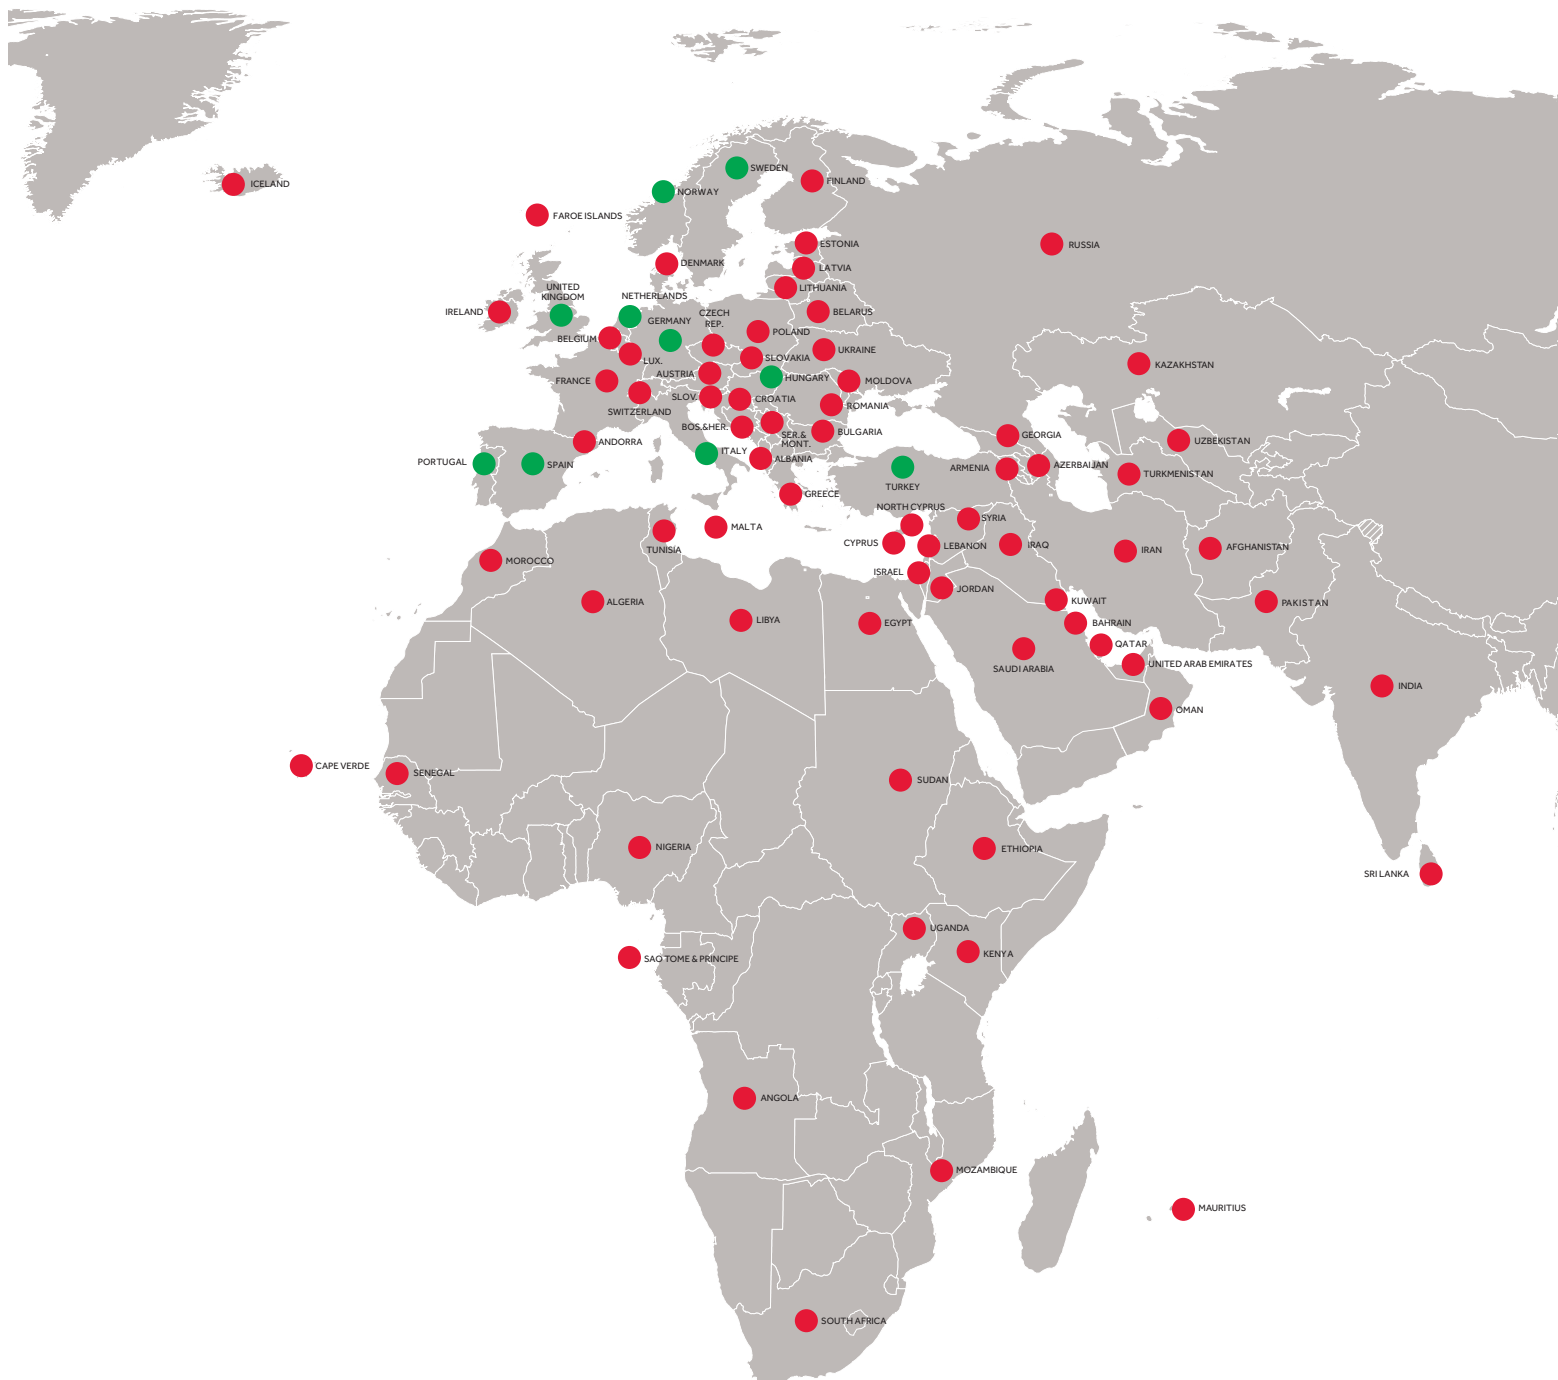 SWEDEN
FINLAND
ICELAND
NORWAY
FAROE ISLANDS
ESTONIA
RUSSIA
DENMARK
LATVIA
LITHUANIA
UNITED
KINGDOM
NETHERLANDS
IRELAND
CZECH
REP.
BELARUS
GERMANY
POLAND
BELGIUM
UKRAINE
LUX.
SLOVAKIA
KAZAKHSTAN
AUSTRIA
HUNGARY
FRANCE
MOLDOVA
SLOV.
CROATIA
ROMANIA
SWITZERLAND
BOS.&HER.
SER.&
MONT.
BULGARIA
GEORGIA
ANDORRA
UZBEKISTAN
ITALY
ALBANIA
PORTUGAL
SPAIN
ARMENIA
AZERBAIJAN
TURKMENISTAN
TURKEY
GREECE
NORTH CYPRUS
SYRIA
MALTA
TUNISIA
CYPRUS
LEBANON
IRAQ
IRAN
AFGHANISTAN
MOROCCO
ISRAEL
JORDAN
ALGERIA
KUWAIT
PAKISTAN
LIBYA
EGYPT
BAHRAIN
QATAR
SAUDI ARABIA
UNITED ARAB EMIRATES
INDIA
OMAN
CAPE VERDE
SENEGAL
SUDAN
NIGERIA
ETHIOPIA
SRI LANKA
UGANDA
KENYA
SAO TOME & PRINCIPE
ANGOLA
MOZAMBIQUE
MAURITIUS
SOUTH AFRICA